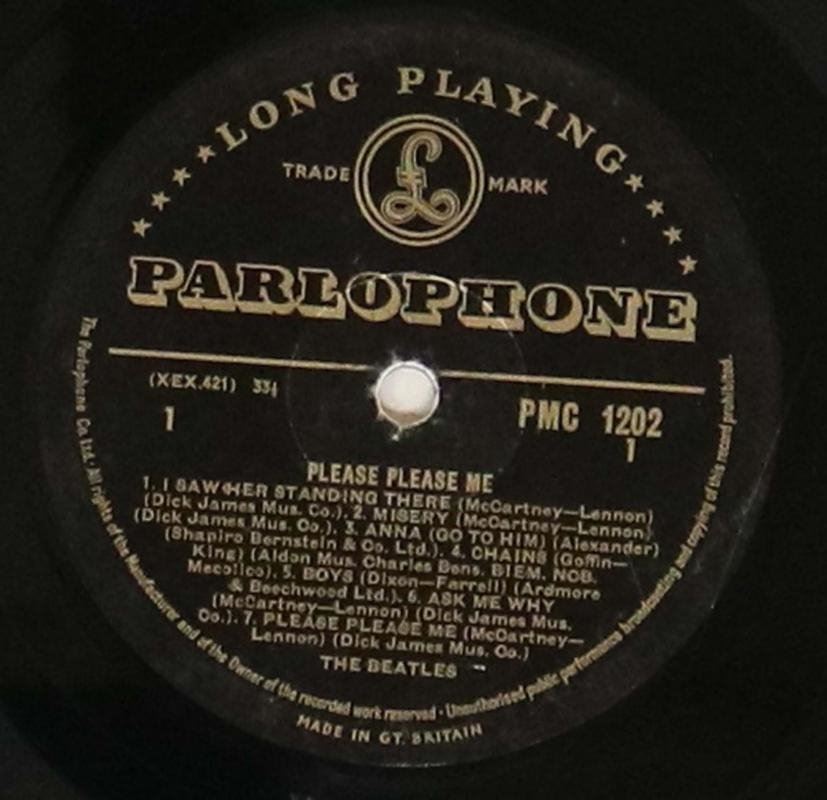 LONG PLAYING
TRADE £ MARK
PARLOPHONE
(XEX.421) 33⅓
1
PMC 1202
1
PLEASE PLEASE ME
1. I SAW HER STANDING THERE (McCartney—Lennon)
(Dick James Mus. Co.). 2. MISERY (McCartney—Lennon)
(Dick James Mus. Co.). 3. ANNA (GO TO HIM) (Alexander)
(Shapiro Bernstein & Co. Ltd.). 4. CHAINS (Goffin—
King) (Aldon Mus. Charles Bens. BIEM. NCB.
Mecolico). 5. BOYS (Dixon—Farrell) (Ardmore
& Beechwood Ltd.). 6. ASK ME WHY
(McCartney—Lennon) (Dick James Mus.
Co.). 7. PLEASE PLEASE ME (McCartney—
Lennon) (Dick James Mus. Co.)
THE BEATLES
The Parlophone Co Ltd. All rights of the Manufacturer and of the Owner of the recorded work reserved · Unauthorised public performance broadcasting and copying of this record prohibited.
MADE IN GT. BRITAIN